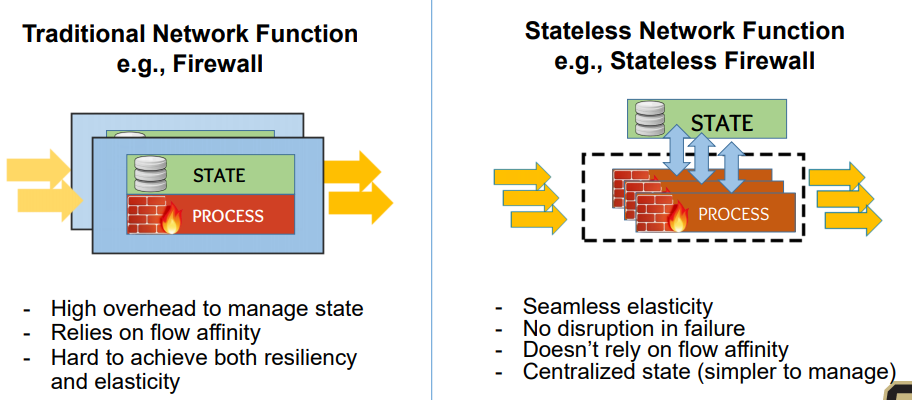 Traditional Network Function
e.g., Firewall
STATE
PROCESS
- High overhead to manage state
- Relies on flow affinity
- Hard to achieve both resiliency
and elasticity
Stateless Network Function
e.g., Stateless Firewall
STATE
PROCESS
- Seamless elasticity
- No disruption in failure
- Doesn't rely on flow affinity
- Centralized state (simpler to manage)